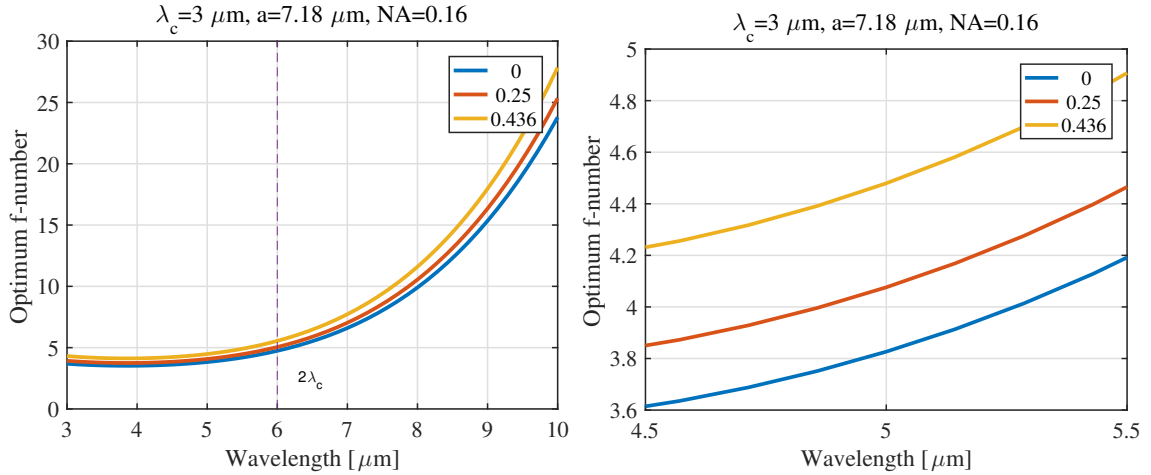 λc=3 μm, a=7.18 μm, NA=0.16
30
25
20
15
10
5
0
Optimum f-number
0
0.25
0.436
2λc
3 4 5 6 7 8 9 10
Wavelength [μm]
λc=3 μm, a=7.18 μm, NA=0.16
5
4.8
4.6
4.4
4.2
4
3.8
3.6
Optimum f-number
0
0.25
0.436
4.5 5 5.5
Wavelength [μm]